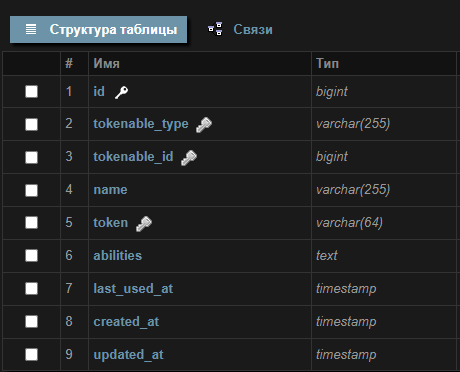 Структура таблицы Связи
# Имя Тип
1 id bigint
2 tokenable_type varchar(255)
3 tokenable_id bigint
4 name varchar(255)
5 token varchar(64)
6 abilities text
7 last_used_at timestamp
8 created_at timestamp
9 updated_at timestamp